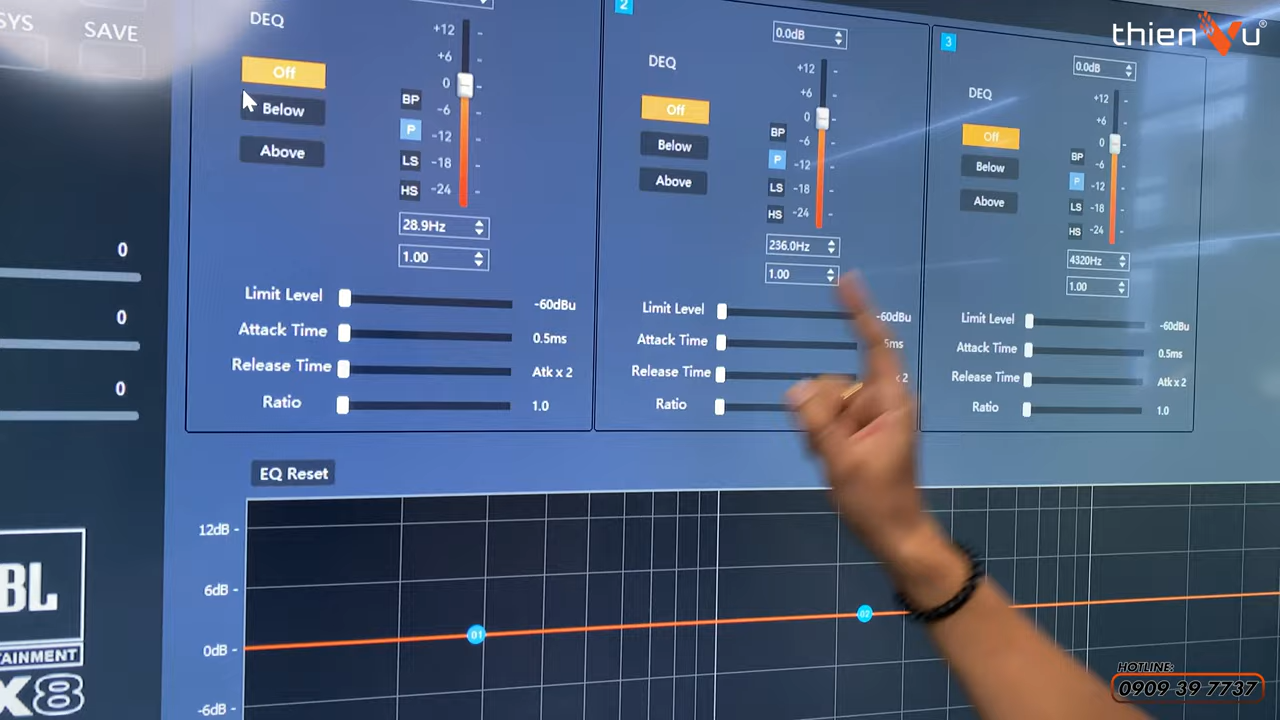 SYS
SAVE
0
0
0
BL
TAINMENT
X8
DEQ
Off
Below
Above
+12
+6
0
-6
-12
-18
-24
BP
P
LS
HS
28.9Hz
1.00
Limit Level
-60dBu
Attack Time
0.5ms
Release Time
Atk x 2
Ratio
1.0
2
0.0dB
DEQ
Off
Below
Above
+12
+6
0
-6
-12
-18
-24
BP
P
LS
HS
236.0Hz
1.00
Limit Level
-60dBu
Attack Time
5ms
Release Time
x 2
Ratio
3
0.0dB
DEQ
Off
Below
Above
+12
+6
0
-6
-12
-18
-24
BP
P
LS
HS
4320Hz
1.00
Limit Level
-60dBu
Attack Time
0.5ms
Release Time
Atk x 2
Ratio
1.0
EQ Reset
12dB
6dB
0dB
-6dB
01
02
thien Vu
HOTLINE:
0909 39 7737